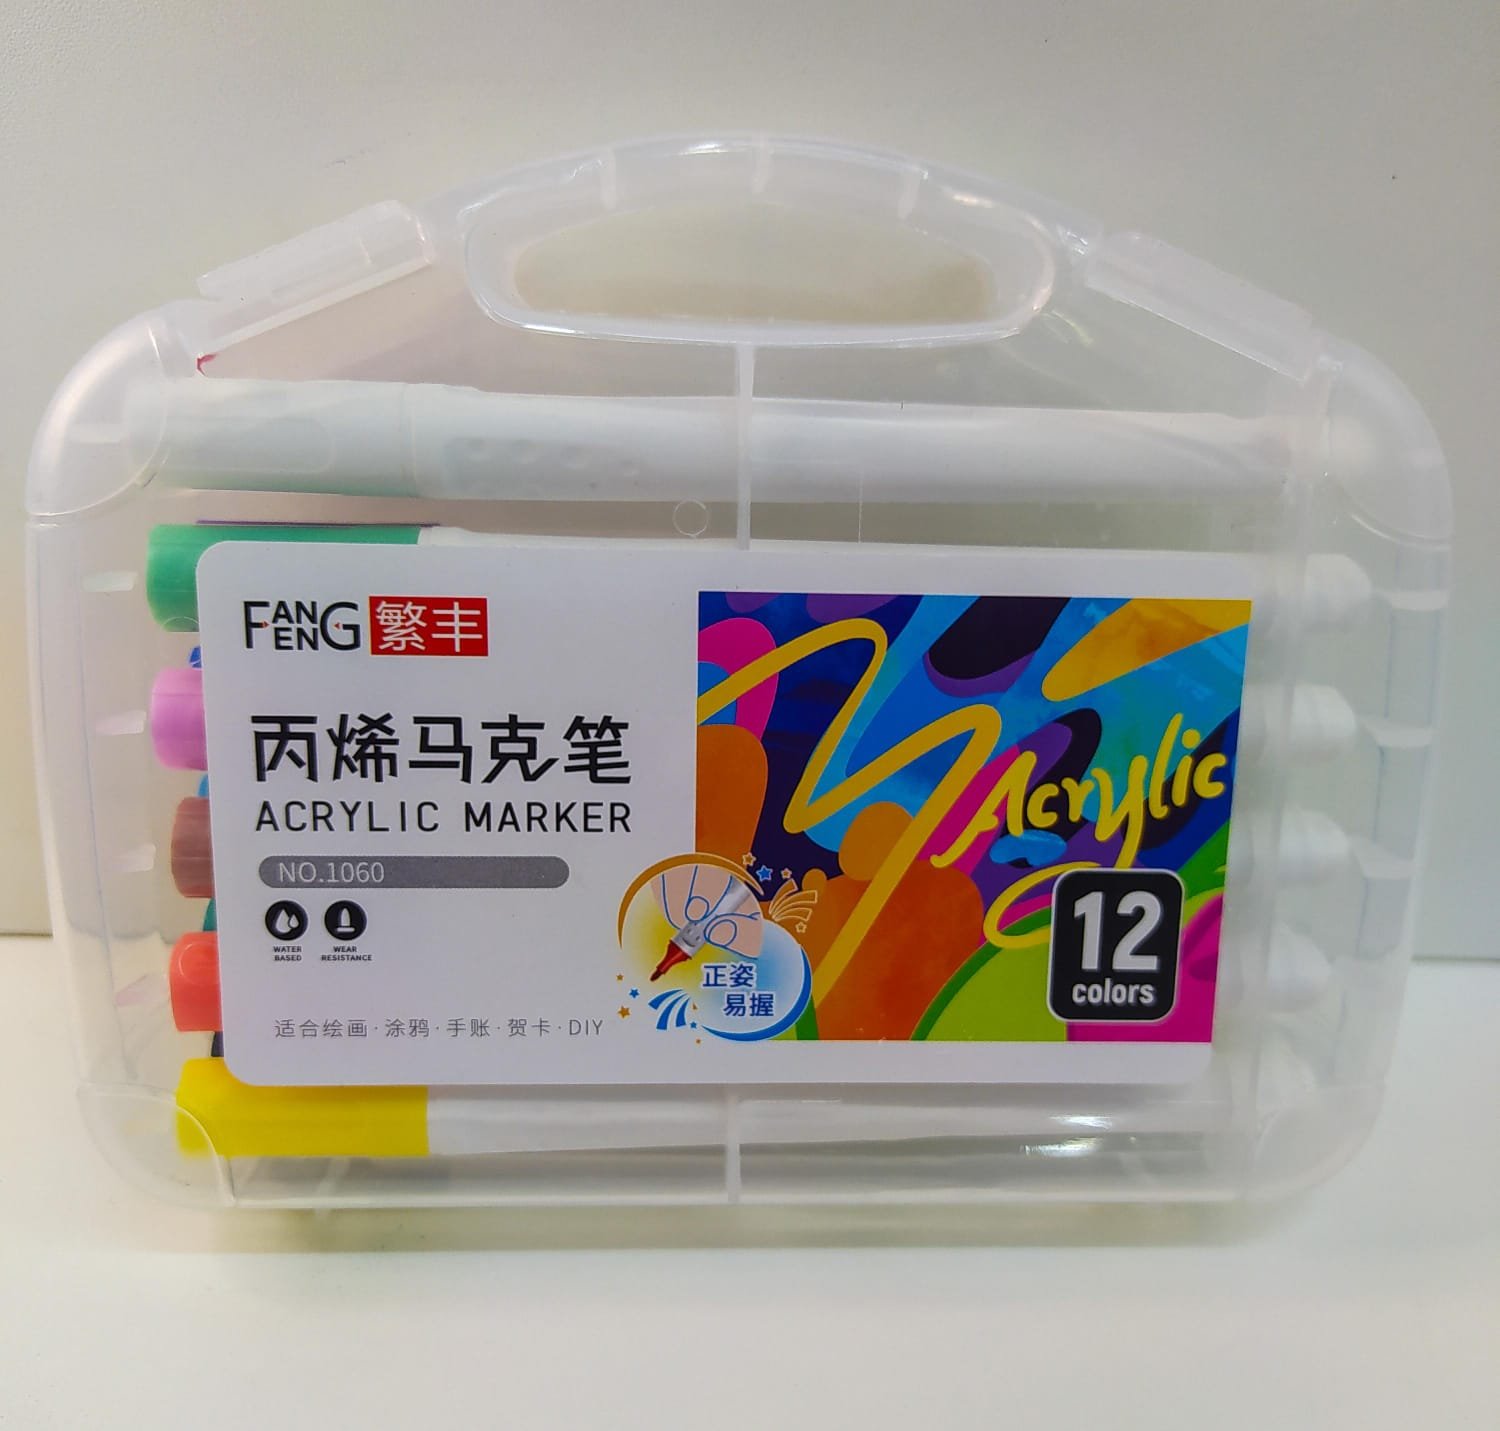 FANG FENG 繁丰
丙烯马克笔
ACRYLIC MARKER
NO.1060
WATER BASED
WEAR RESISTANCE
适合绘画·涂鸦·手账·贺卡·DIY
正姿
易握
Acrylic
12
colors